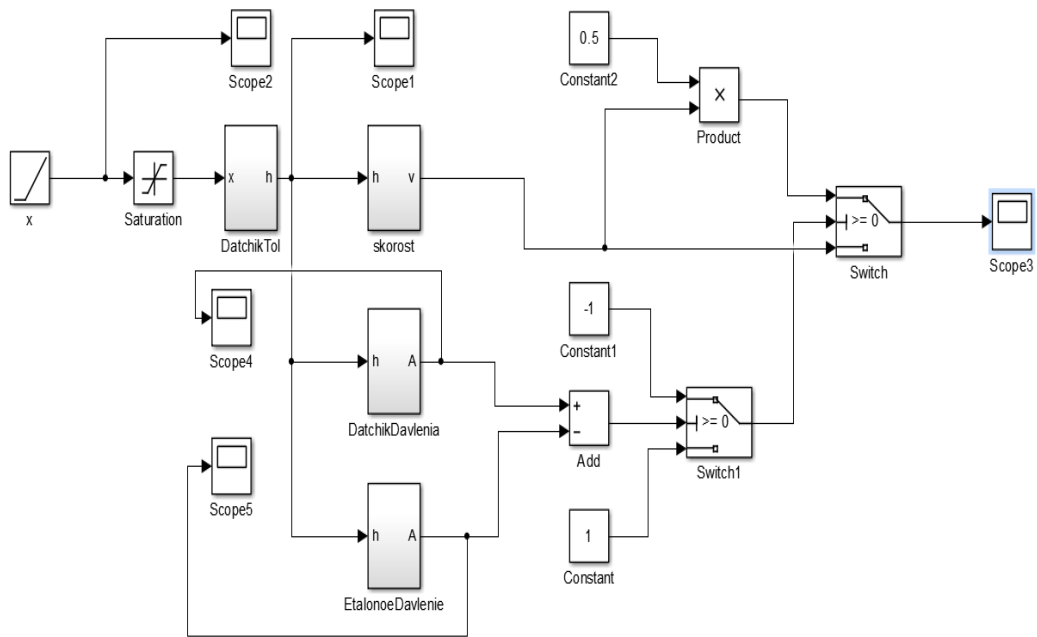 Scope2
Scope1
0.5
Constant2
×
Product
x
Saturation
x h
DatchikTol
h v
skorost
>= 0
Switch
Scope3
Scope4
-1
Constant1
h A
DatchikDavlenia
+
−
Add
>= 0
Switch1
Scope5
h A
EtalonoeDavlenie
1
Constant